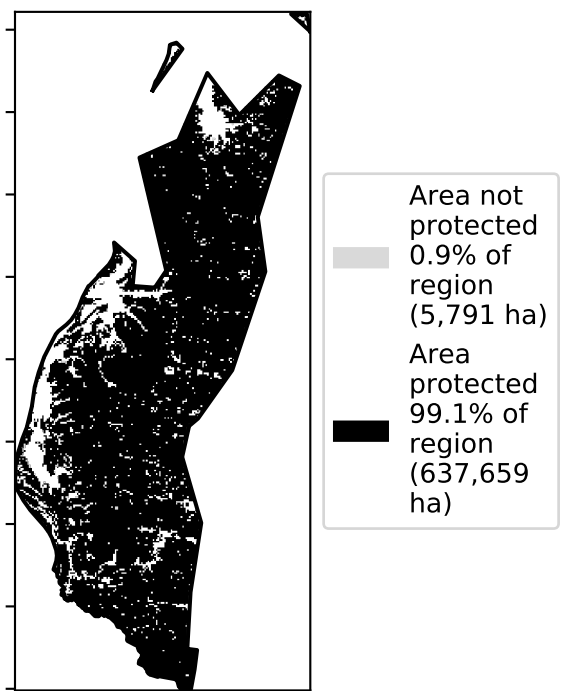 Area not
protected
0.9% of
region
(5,791 ha)
Area
protected
99.1% of
region
(637,659
ha)